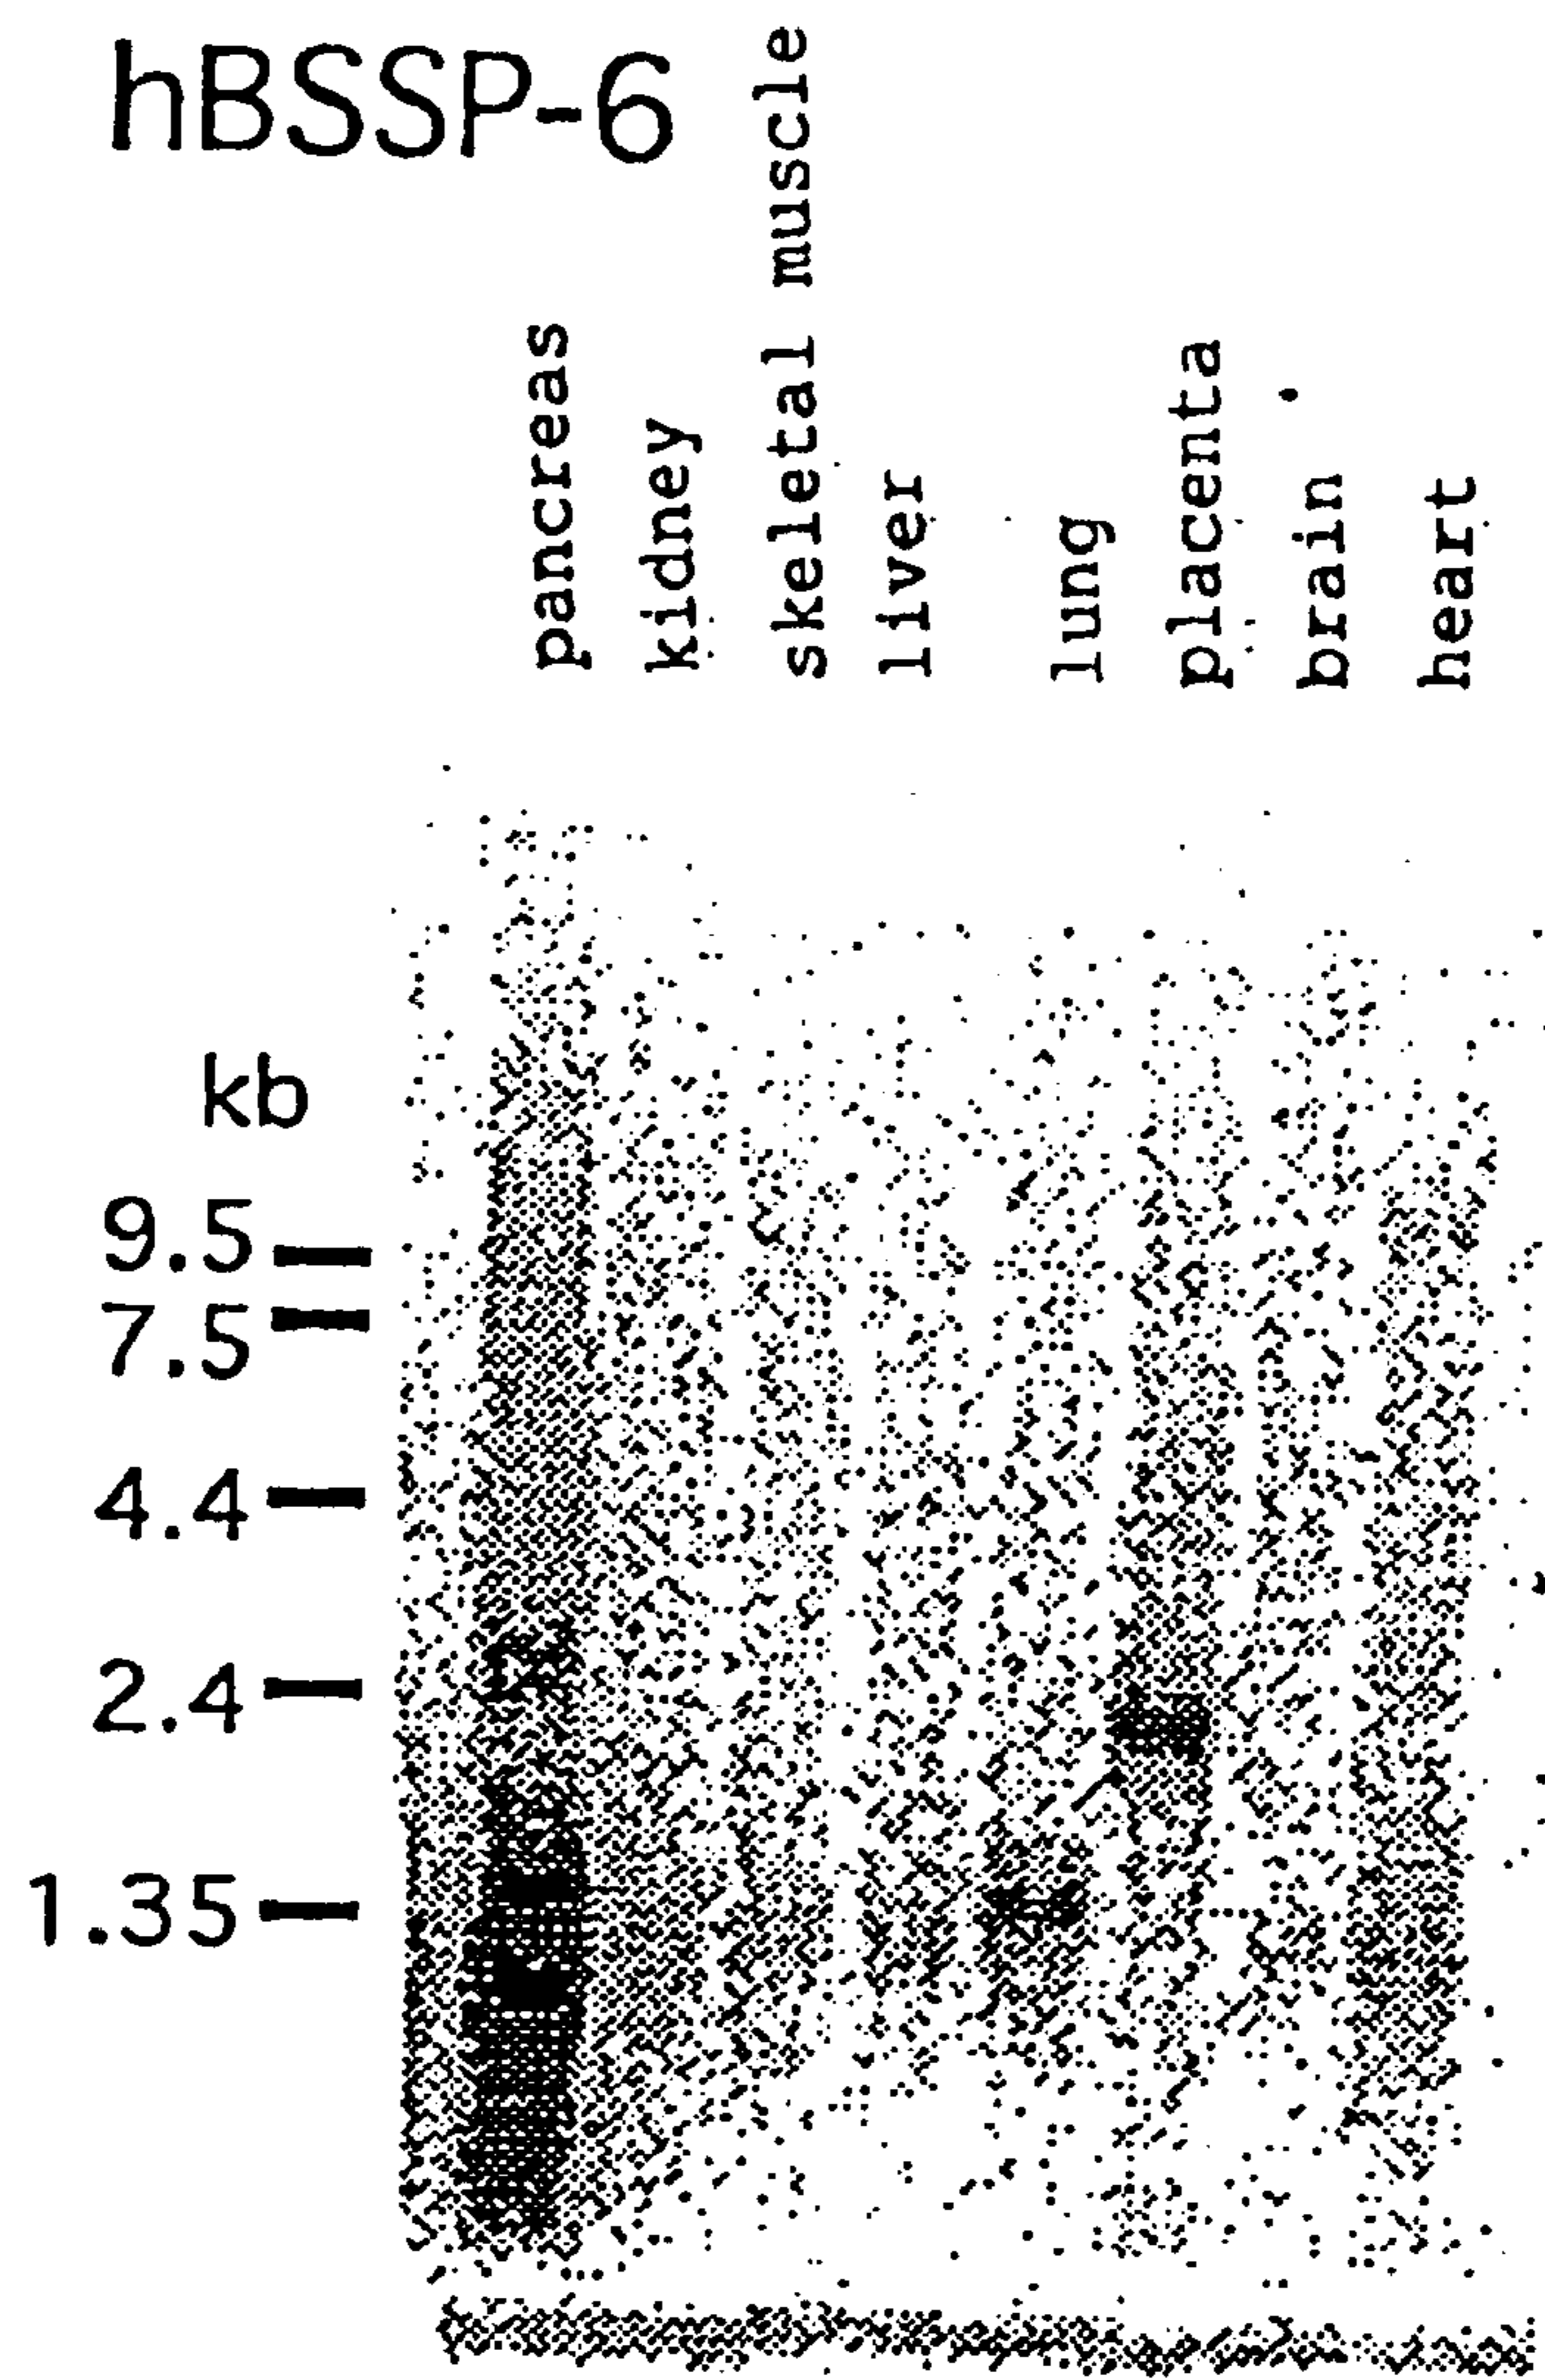 hBSSP-6
pancreas
kidney
skeletal muscle
liver
lung
placenta
brain
heart
kb
9.5
7.5
4.4
2.4
1.35